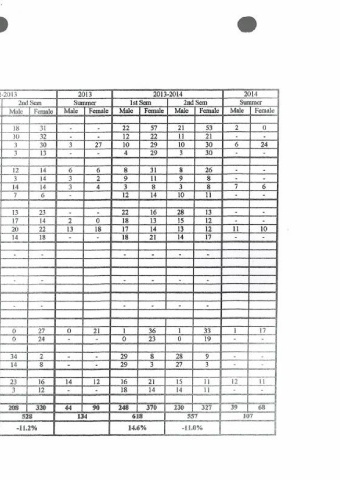 -2013 2013 2013-2014 2014
2nd Sem Summer 1st Sem 2nd Sem Summer
Male Female Male Female Male Female Male Female Male Female
18 31 - - 22 57 21 53 2 0
10 32 - - 12 22 11 21 - -
3 30 3 27 10 29 10 30 6 24
3 13 - - 4 29 3 30 - -
12 14 6 6 8 31 8 26 - -
3 14 3 2 9 11 9 8 - -
14 14 3 4 3 8 3 8 7 6
7 6 - 12 14 10 11 - -
13 23 - - 22 16 28 13 - -
17 14 2 0 18 13 15 12 - -
20 22 13 18 17 14 13 12 11 10
14 18 - - 18 21 14 17 - -
- - - - - - - - - -
- - - - - - - - - -
- - - - - - - - - -
0 27 0 21 1 36 1 33 1 17
0 24 - - 0 23 0 19 - -
34 2 - - 29 8 28 9 - -
14 8 - - 29 3 27 3 - -
23 16 14 12 16 21 15 11 12 11
3 12 - - 18 14 14 11 - -
208 320 44 90 248 370 230 327 39 68
528 134 618 557 107
-11.2% 14.6% -11.0%